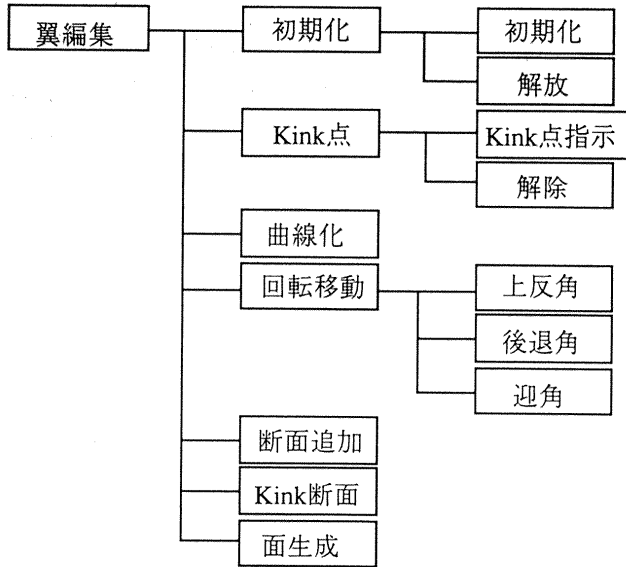 翼編集
初期化
初期化
解放
Kink点
Kink点指示
解除
曲線化
回転移動
上反角
後退角
迎角
断面追加
Kink断面
面生成